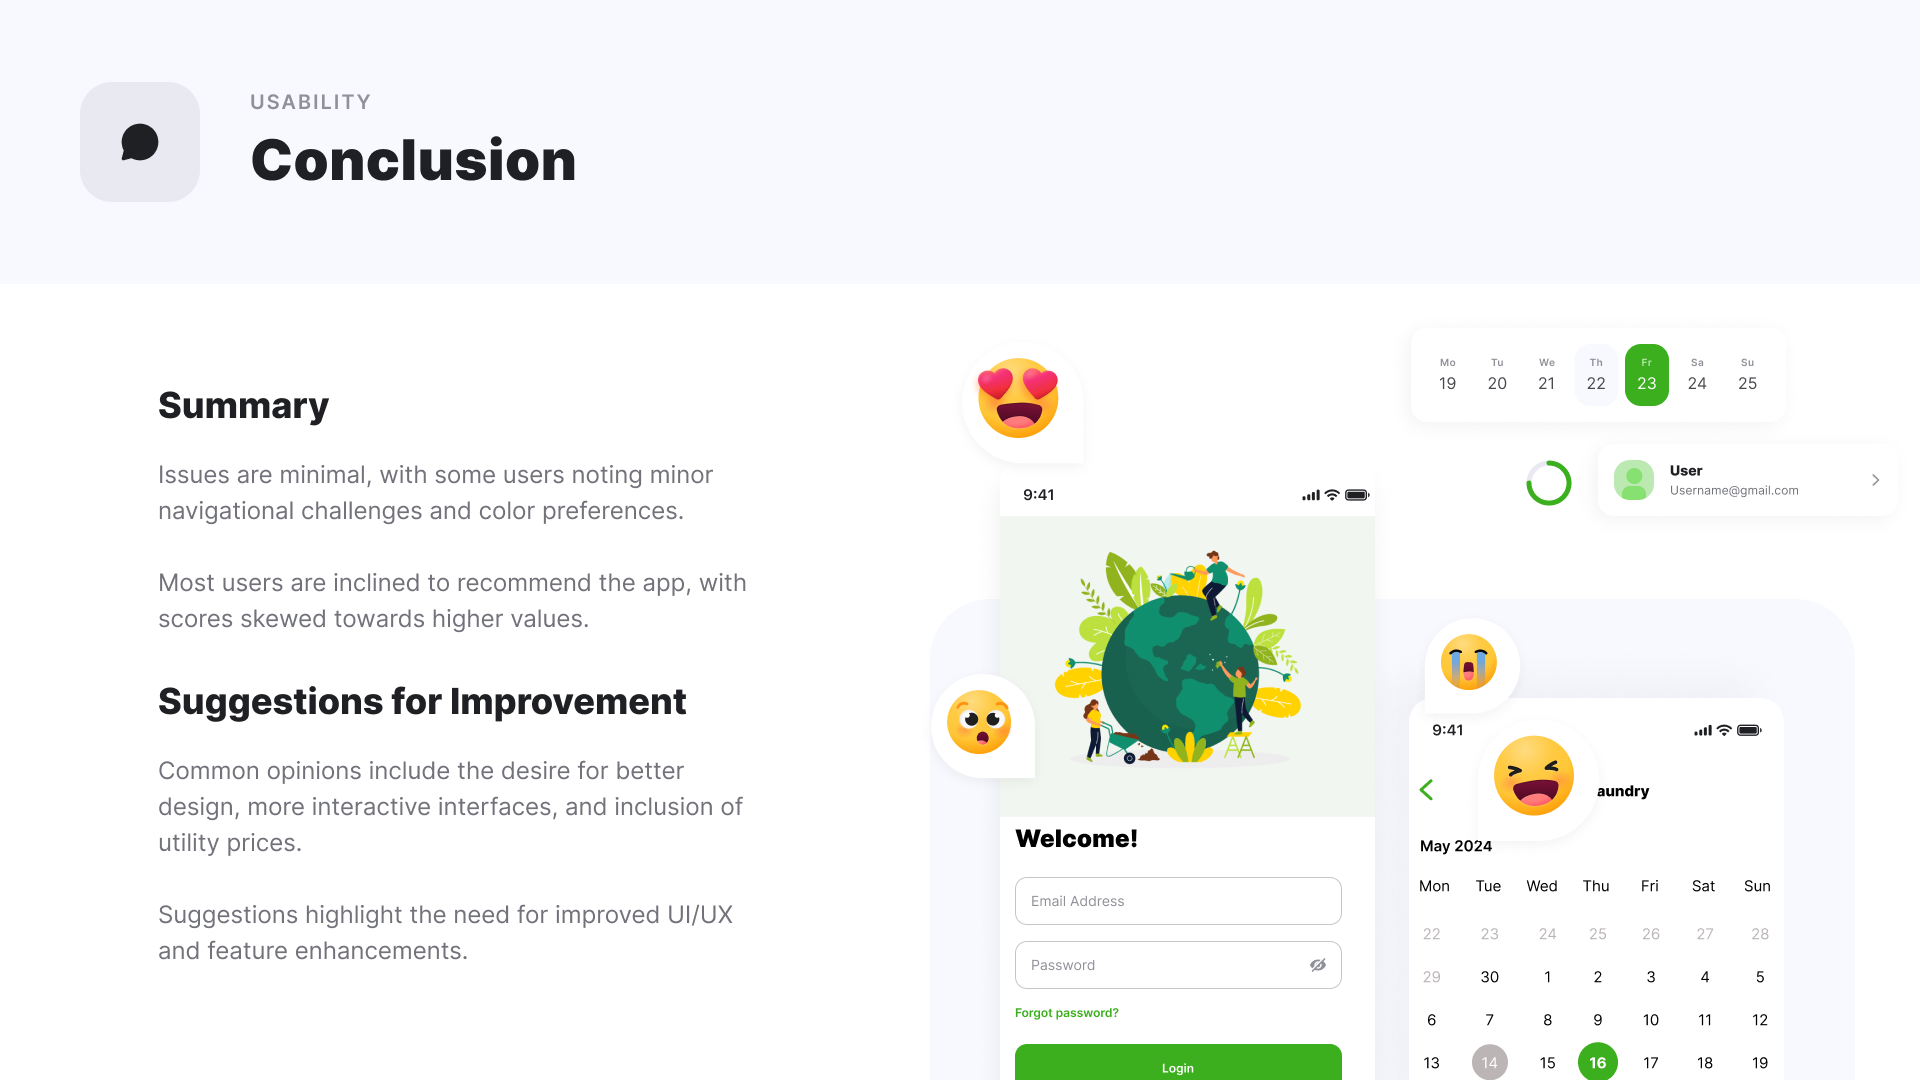 USABILITY
Conclusion
Summary
Issues are minimal, with some users noting minor
navigational challenges and color preferences.
Most users are inclined to recommend the app, with
scores skewed towards higher values.
Suggestions for Improvement
Common opinions include the desire for better
design, more interactive interfaces, and inclusion of
utility prices.
Suggestions highlight the need for improved UI/UX
and feature enhancements.
Mo Tu We Th Fr Sa Su
19 20 21 22 23 24 25
User
Username@gmail.com
9:41
Welcome!
Email Address
Password
Forgot password?
Login
9:41
aundry
May 2024
Mon Tue Wed Thu Fri Sat Sun
22 23 24 25 26 27 28
29 30 1 2 3 4 5
6 7 8 9 10 11 12
13 14 15 16 17 18 19